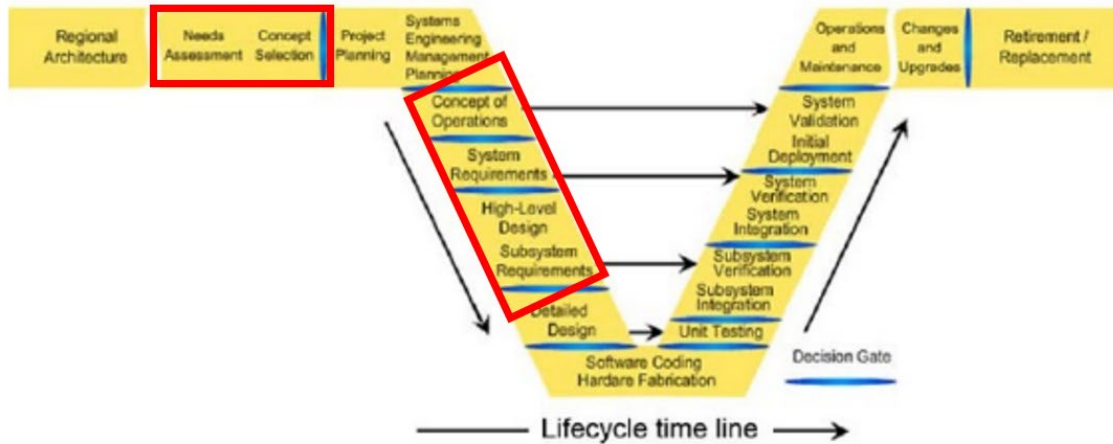 Regional
Architecture
Needs
Assessment
Concept
Selection
Project
Planning
Systems
Engineering
Management
Planning
Concept of
Operations
System
Requirements
High-Level
Design
Subsystem
Requirements
Detailed
Design
Software Coding
Hardare Fabrication
Unit Testing
Subsystem
Integration
Subsystem
Verification
System
Integration
System
Verification
Initial
Deployment
System
Validation
Operations
and
Maintenance
Changes
and
Upgrades
Retirement /
Replacement
Decision Gate
Lifecycle time line